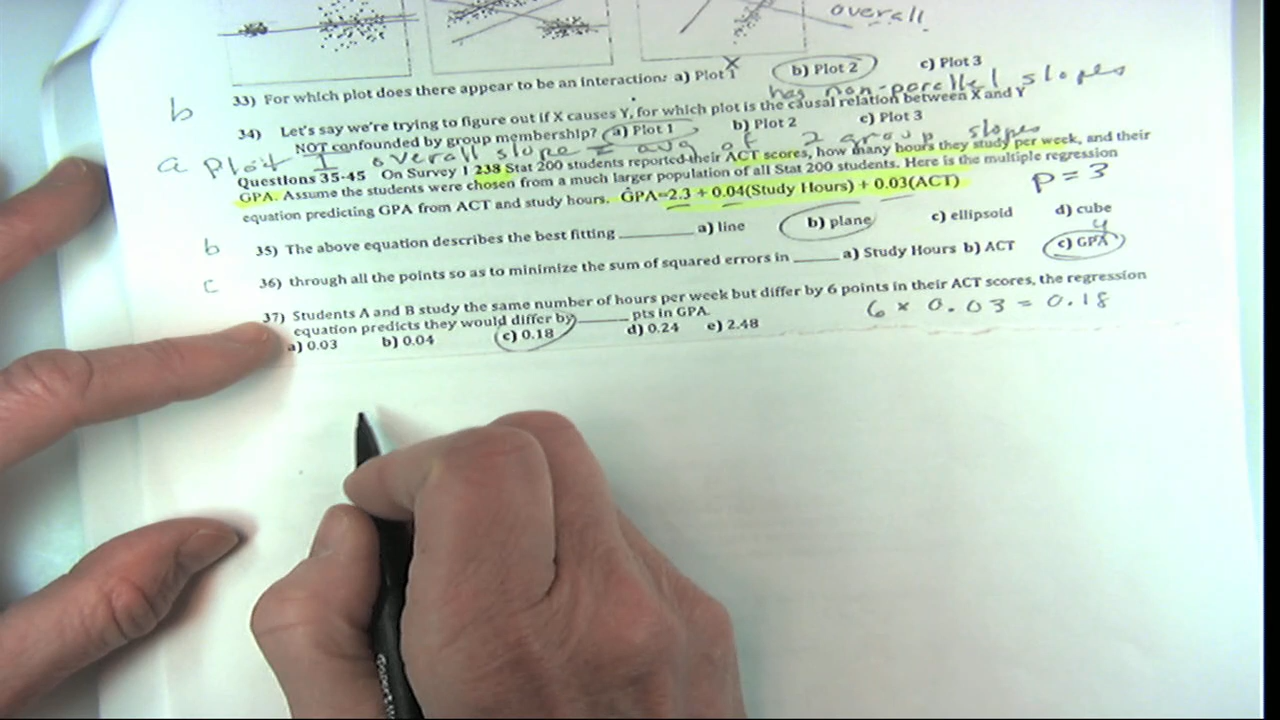 overall
33) For which plot does there appear to be an interaction: a) Plot 1 b) Plot 2 c) Plot 3
b has non-parellel slopes
34) Let's say we're trying to figure out if X causes Y, for which plot is the causal relation between X and Y
NOT confounded by group membership? a) Plot 1 b) Plot 2 c) Plot 3
a Plot 1 overall slope = avg of 2 group slopes
Questions 35-45 On Survey 1 238 Stat 200 students reported their ACT scores, how many hours they study per week, and their
GPA. Assume the students were chosen from a much larger population of all Stat 200 students. Here is the multiple regression
equation predicting GPA from ACT and study hours. ĜPA=2.3 + 0.04(Study Hours) + 0.03(ACT) p = 3
b 35) The above equation describes the best fitting ________ a) line b) plane c) ellipsoid d) cube
y
c 36) through all the points so as to minimize the sum of squared errors in _____ a) Study Hours b) ACT c) GPA
37) Students A and B study the same number of hours per week but differ by 6 points in their ACT scores, the regression
equation predicts they would differ by ______ pts in GPA. 6 x 0.03 = 0.18
a) 0.03 b) 0.04 c) 0.18 d) 0.24 e) 2.48